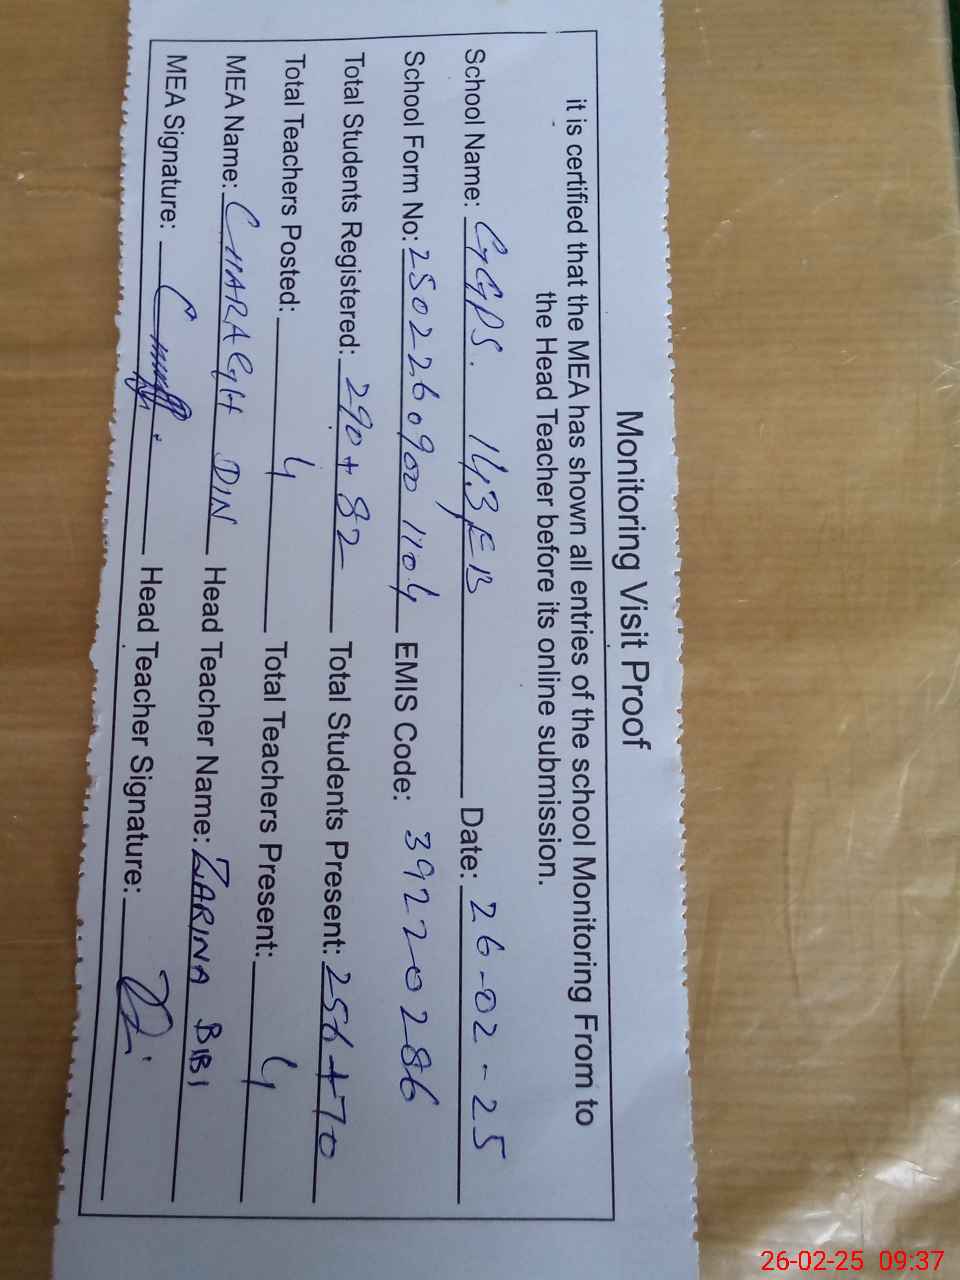 Monitoring Visit Proof
it is certified that the MEA has shown all entries of the school Monitoring From to
the Head Teacher before its online submission.
School Name: GGPS. 143/EB Date: 26-02-25
School Form No: 2502260900 1104 EMIS Code: 39220286
Total Students Registered: 290+82 Total Students Present: 256+70
Total Teachers Posted: 4 Total Teachers Present: 4
MEA Name: CHARAGH DIN Head Teacher Name: ZARINA BIBI
MEA Signature: Head Teacher Signature:
26-02-25 09:37